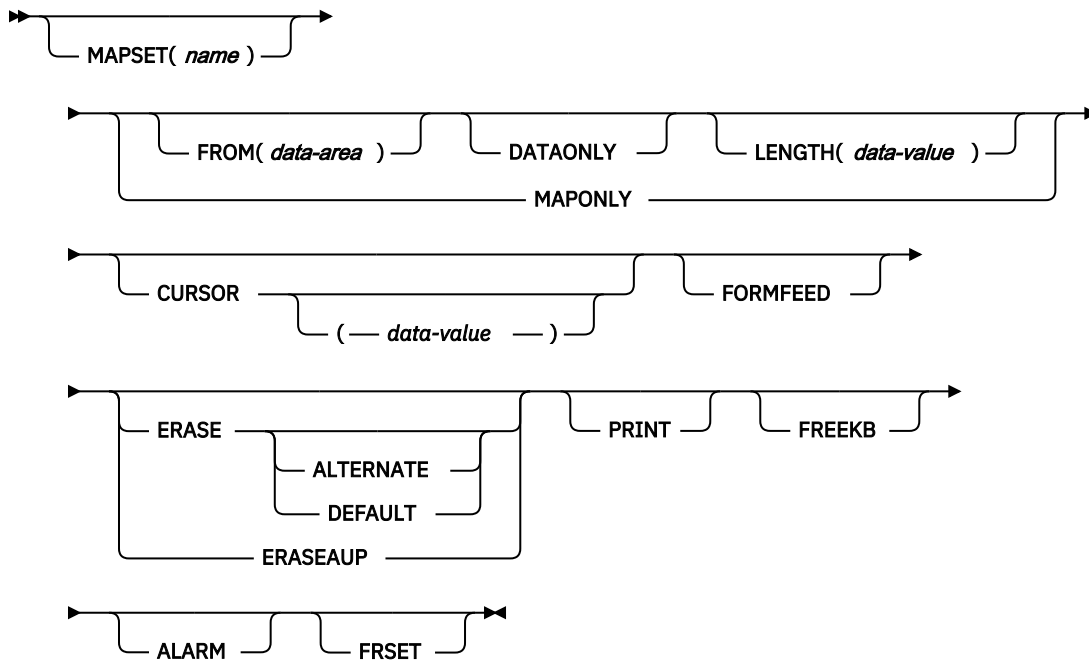 MAPSET( name )
FROM( data-area ) DATAONLY LENGTH( data-value )
MAPONLY
CURSOR FORMFEED
( data-value )
ERASE PRINT FREEKB
ALTERNATE
DEFAULT
ERASEAUP
ALARM FRSET